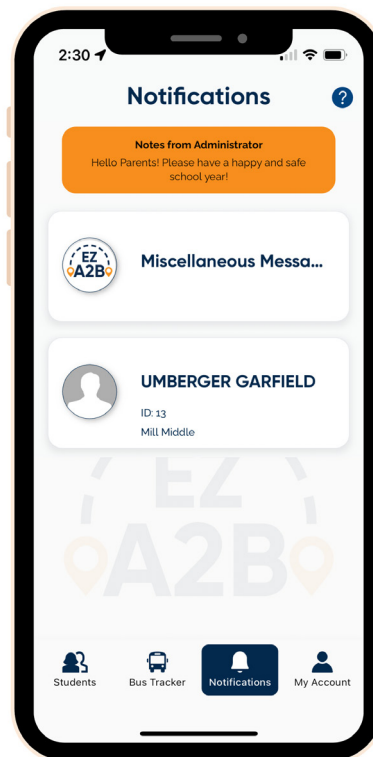 2:30
Notifications
?
Notes from Administrator
Hello Parents! Please have a happy and safe
school year!
EZ
A2B
Miscellaneous Messa...
UMBERGER GARFIELD
ID: 13
Mill Middle
EZ
A2B
Students
Bus Tracker
Notifications
My Account